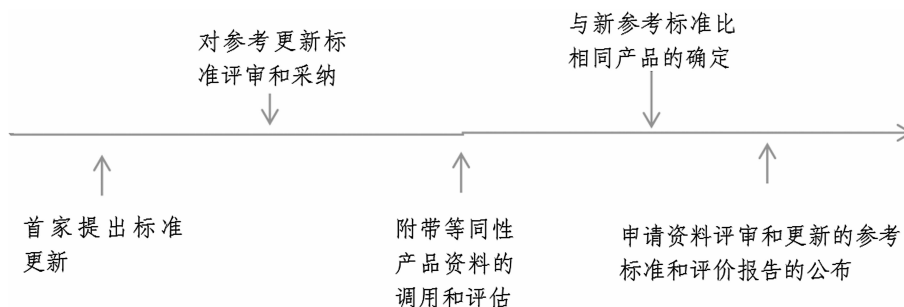 对参考更新标
准评审和采纳
与新参考标准比
相同产品的确定
首家提出标准
更新
附带等同性
产品资料的
调用和评估
申请资料评审和更新的参考
标准和评价报告的公布